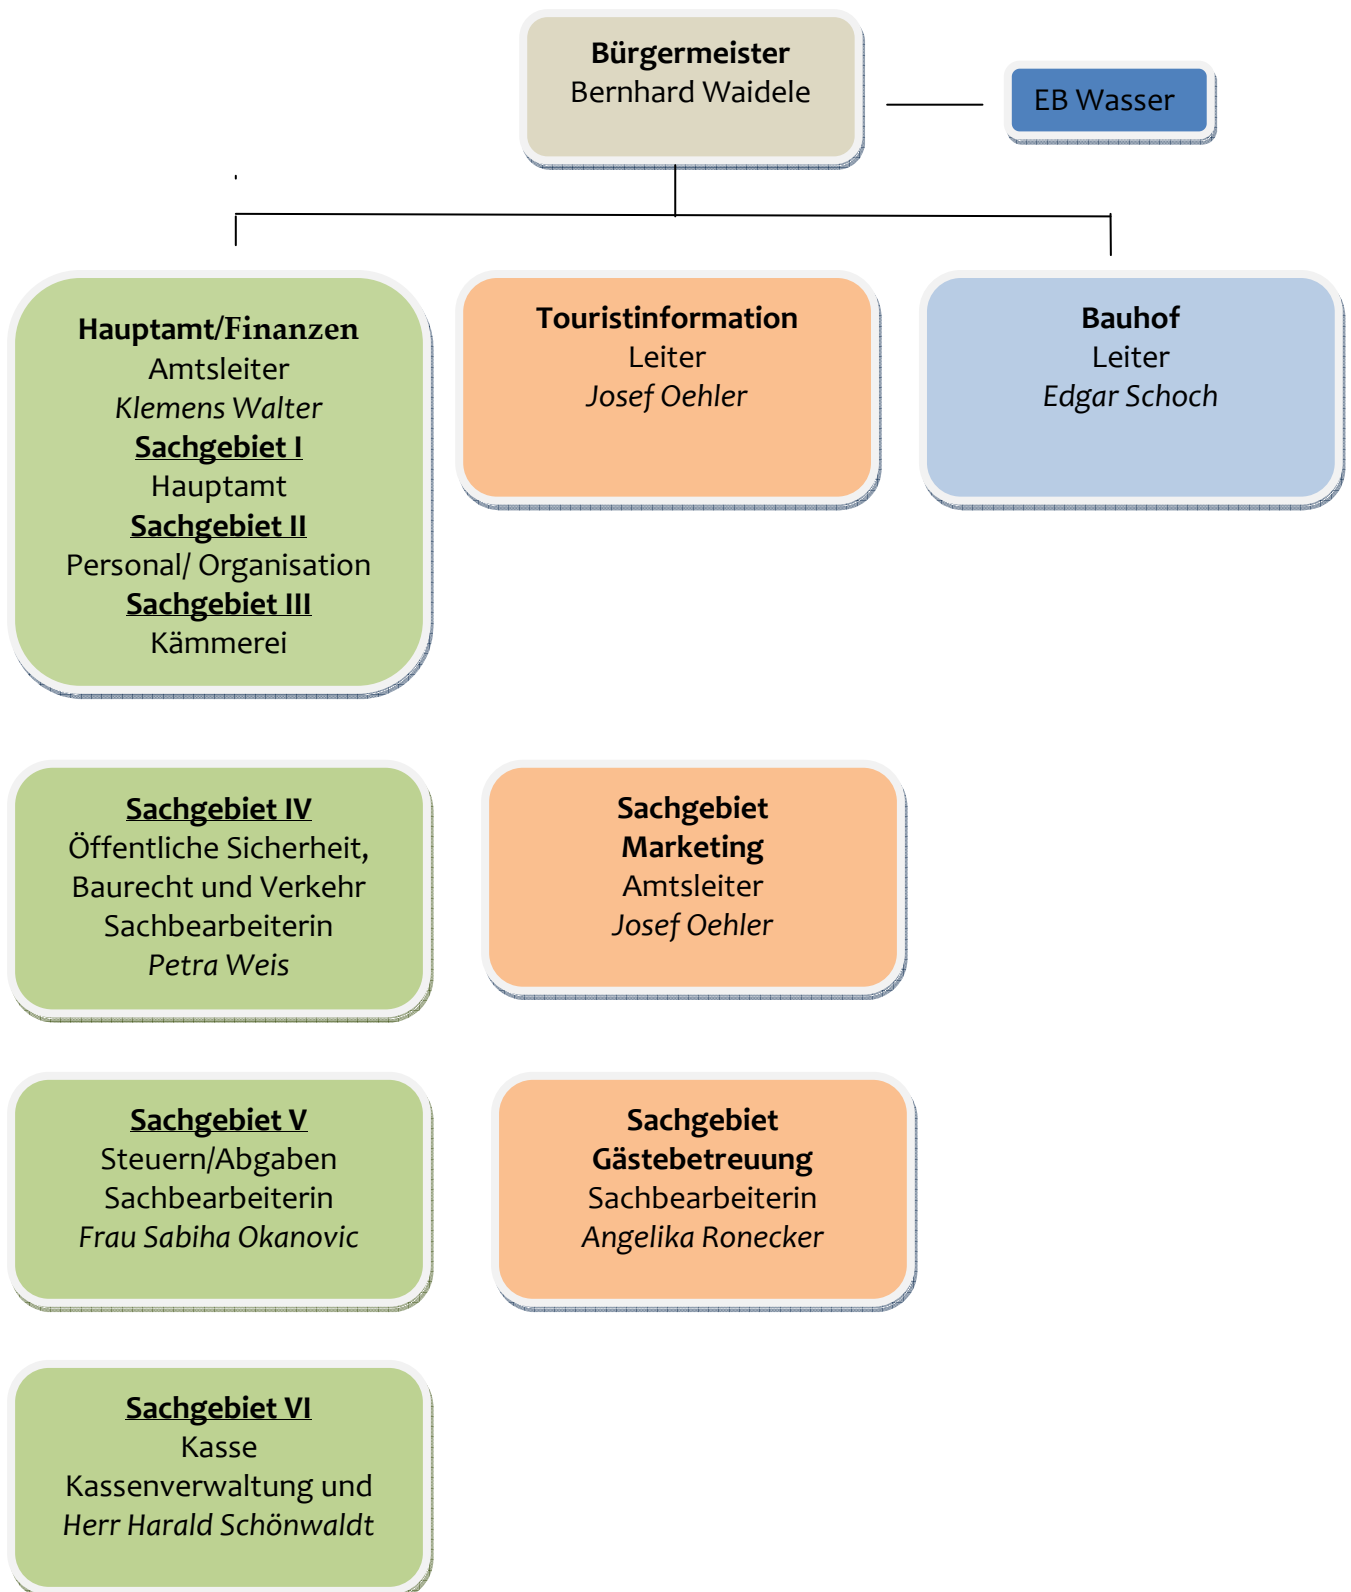 Bürgermeister
Bernhard Waidele
EB Wasser
Hauptamt/Finanzen
Amtsleiter
Klemens Walter
Sachgebiet I
Hauptamt
Sachgebiet II
Personal/ Organisation
Sachgebiet III
Kämmerei
Touristinformation
Leiter
Josef Oehler
Bauhof
Leiter
Edgar Schoch
Sachgebiet IV
Öffentliche Sicherheit,
Baurecht und Verkehr
Sachbearbeiterin
Petra Weis
Sachgebiet
Marketing
Amtsleiter
Josef Oehler
Sachgebiet V
Steuern/Abgaben
Sachbearbeiterin
Frau Sabiha Okanovic
Sachgebiet
Gästebetreuung
Sachbearbeiterin
Angelika Ronecker
Sachgebiet VI
Kasse
Kassenverwaltung und
Herr Harald Schönwaldt